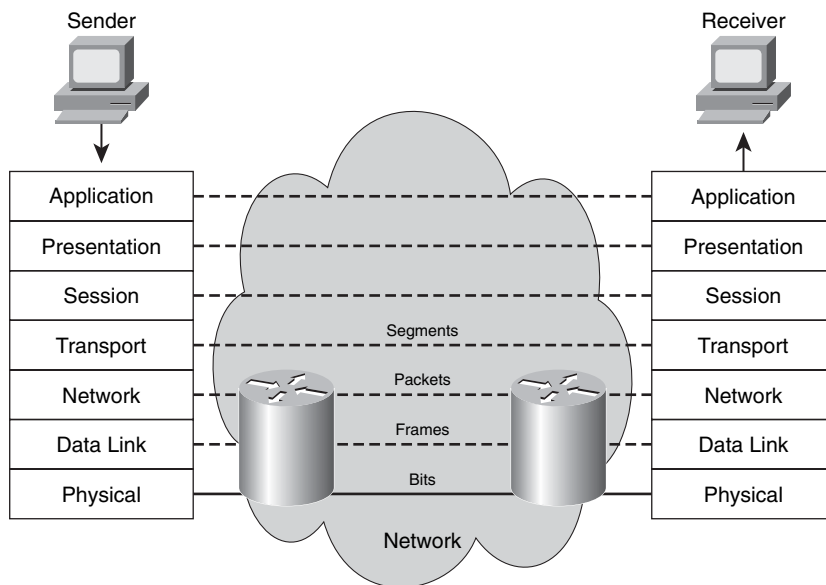 Sender
Receiver
Application
Application
Presentation
Presentation
Session
Session
Transport
Segments
Transport
Network
Packets
Network
Data Link
Frames
Data Link
Physical
Bits
Physical
Network